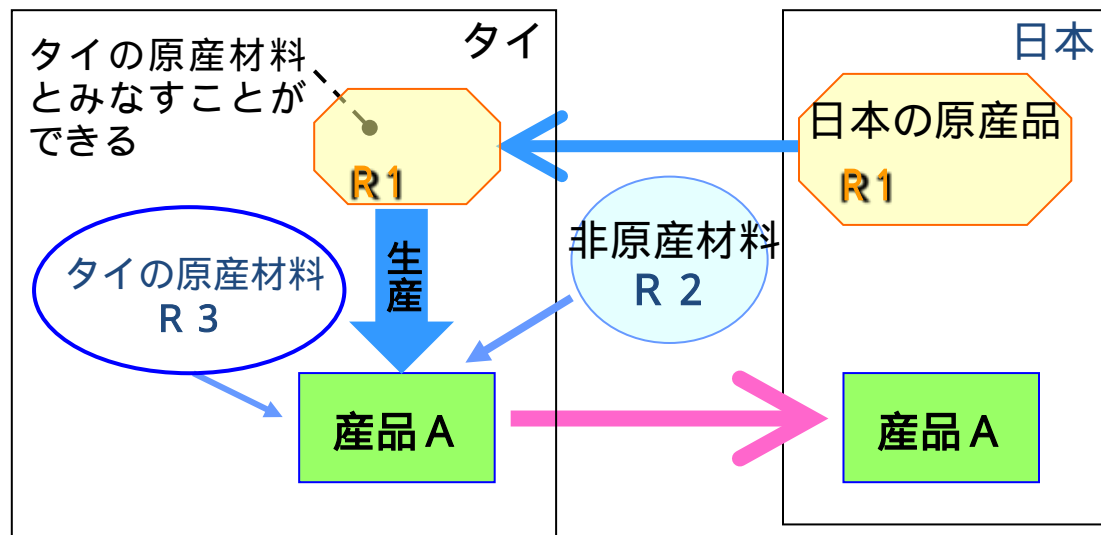 タイ
タイの原産材料
とみなすことが
できる
Ｒ１
日本
日本の原産品
Ｒ１
非原産材料
Ｒ ２
タイの原産材料
Ｒ ３
生
産
産品Ａ
産品Ａ